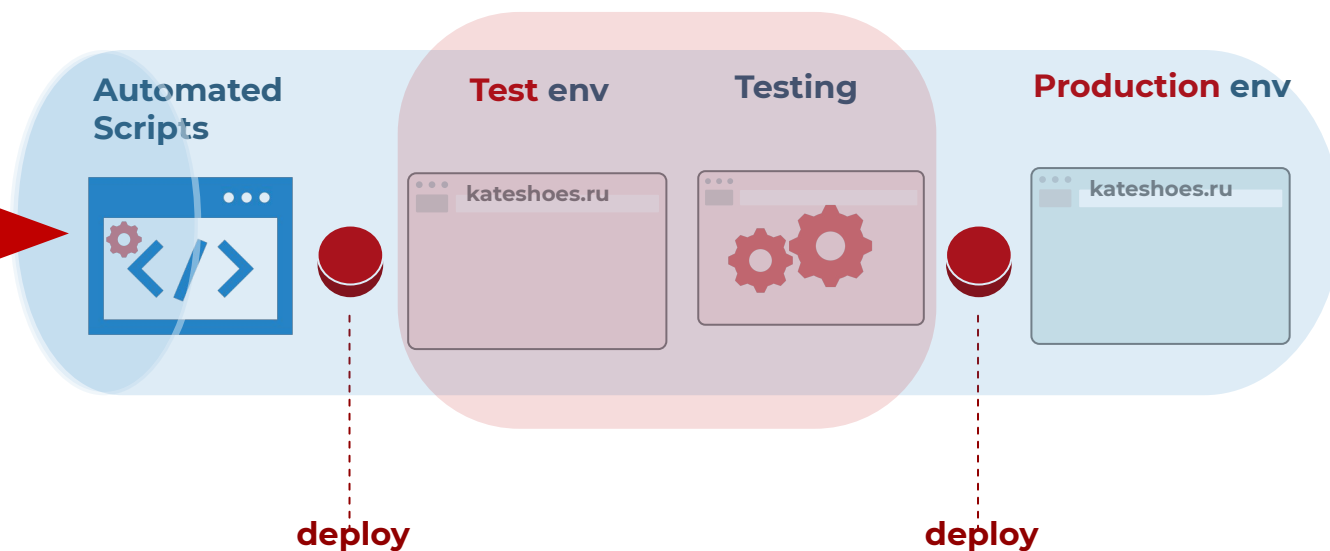 Automated
Scripts
Test env
Testing
Production env
kateshoes.ru
kateshoes.ru
deploy
deploy